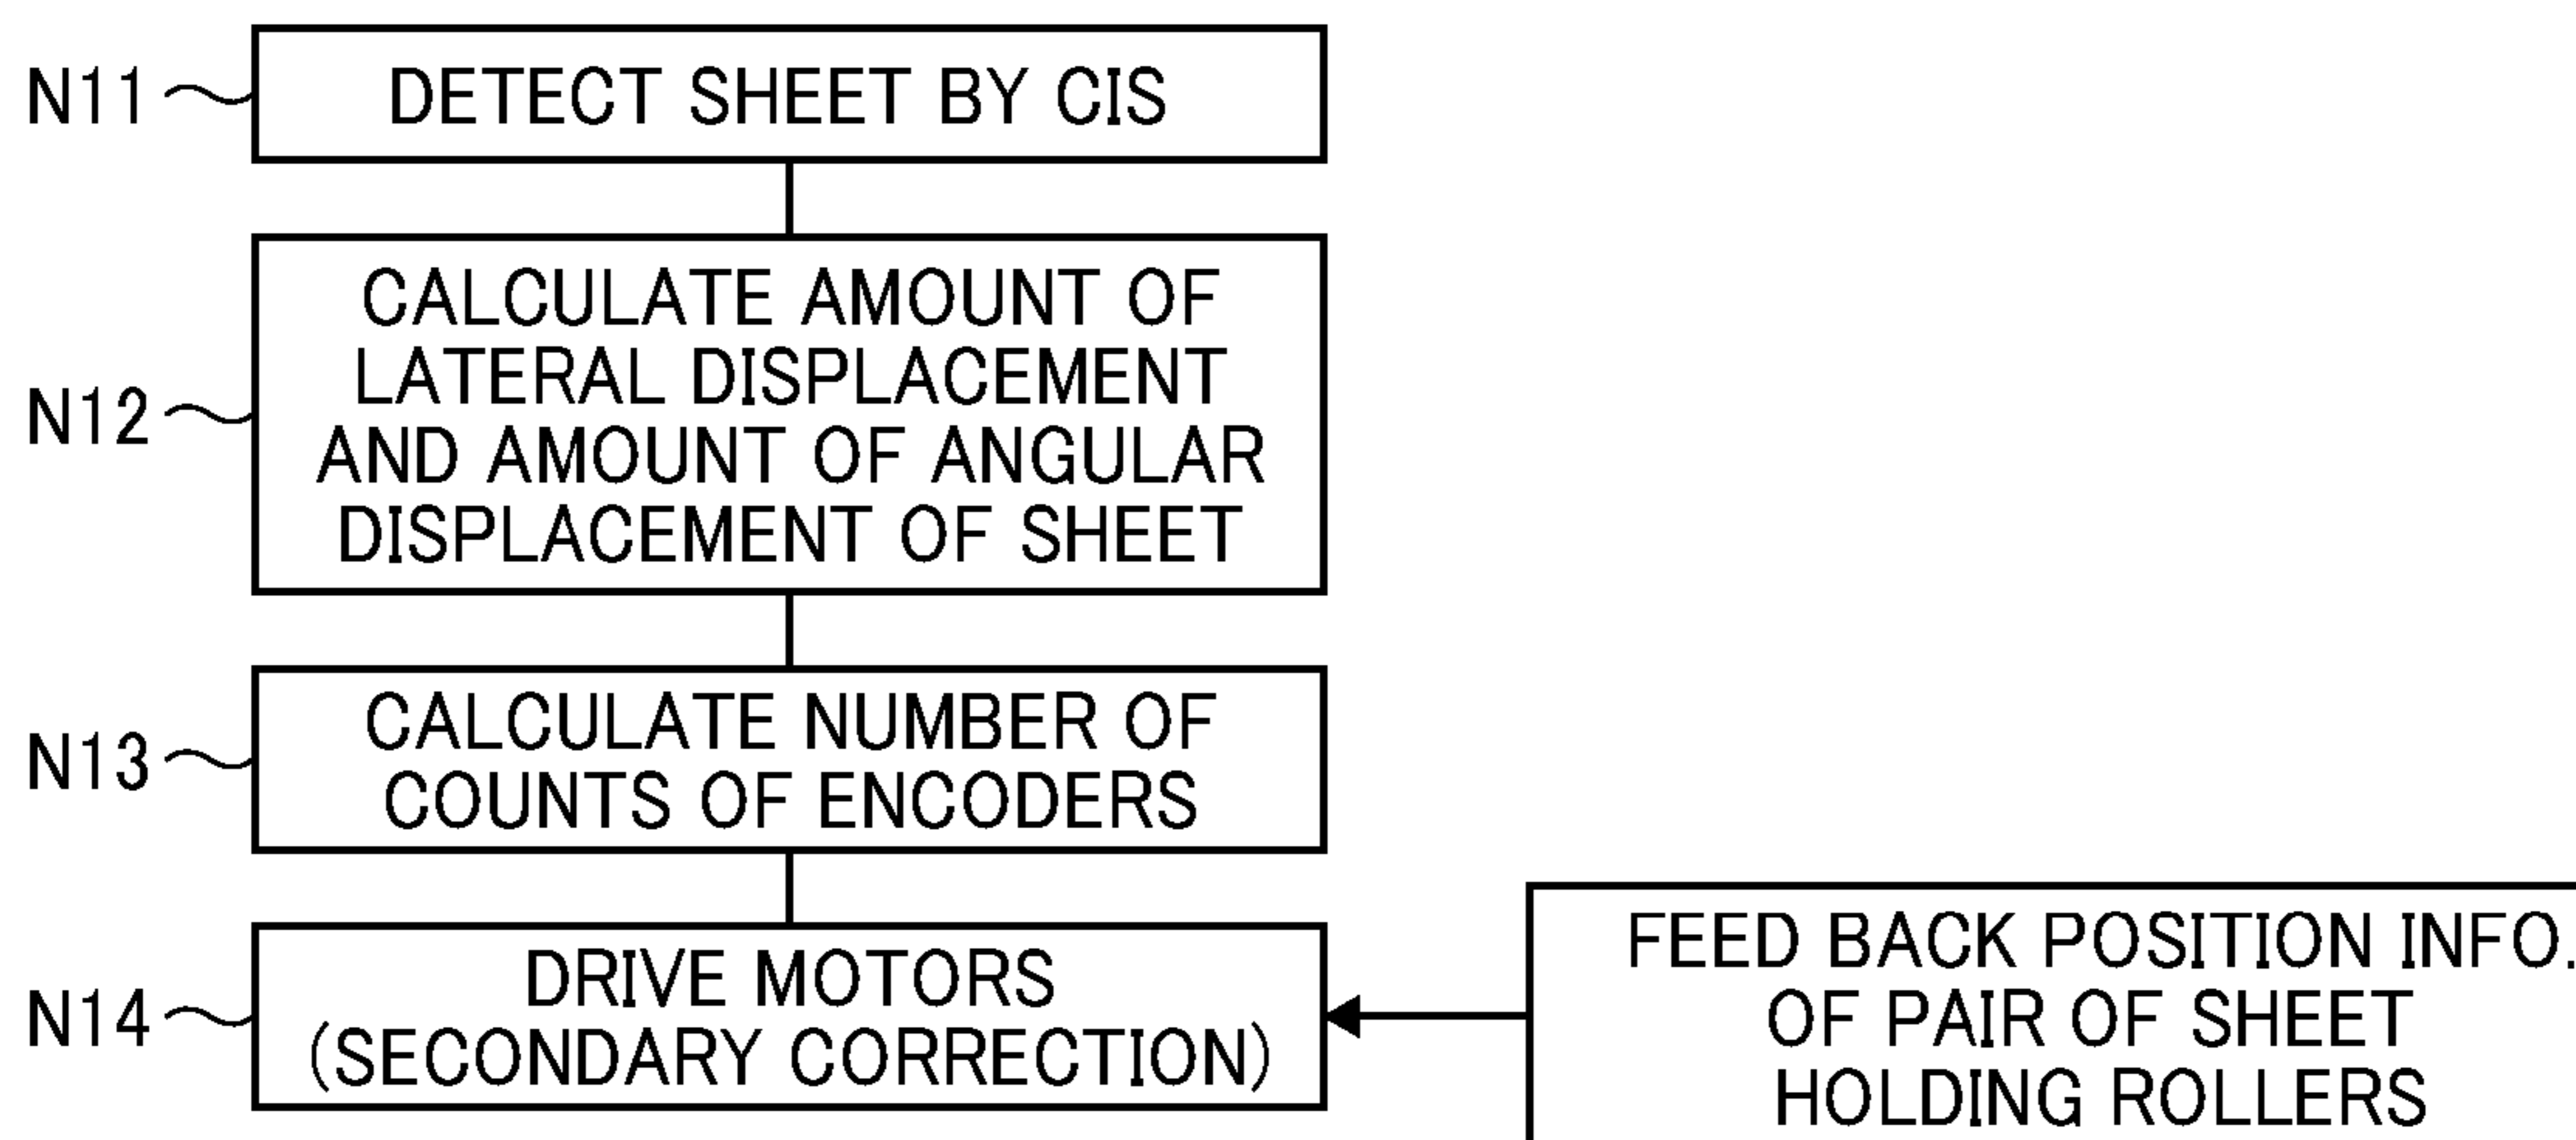 N11
DETECT SHEET BY CIS
N12
CALCULATE AMOUNT OF
LATERAL DISPLACEMENT
AND AMOUNT OF ANGULAR
DISPLACEMENT OF SHEET
N13
CALCULATE NUMBER OF
COUNTS OF ENCODERS
N14
DRIVE MOTORS
(SECONDARY CORRECTION)
FEED BACK POSITION INFO.
OF PAIR OF SHEET
HOLDING ROLLERS